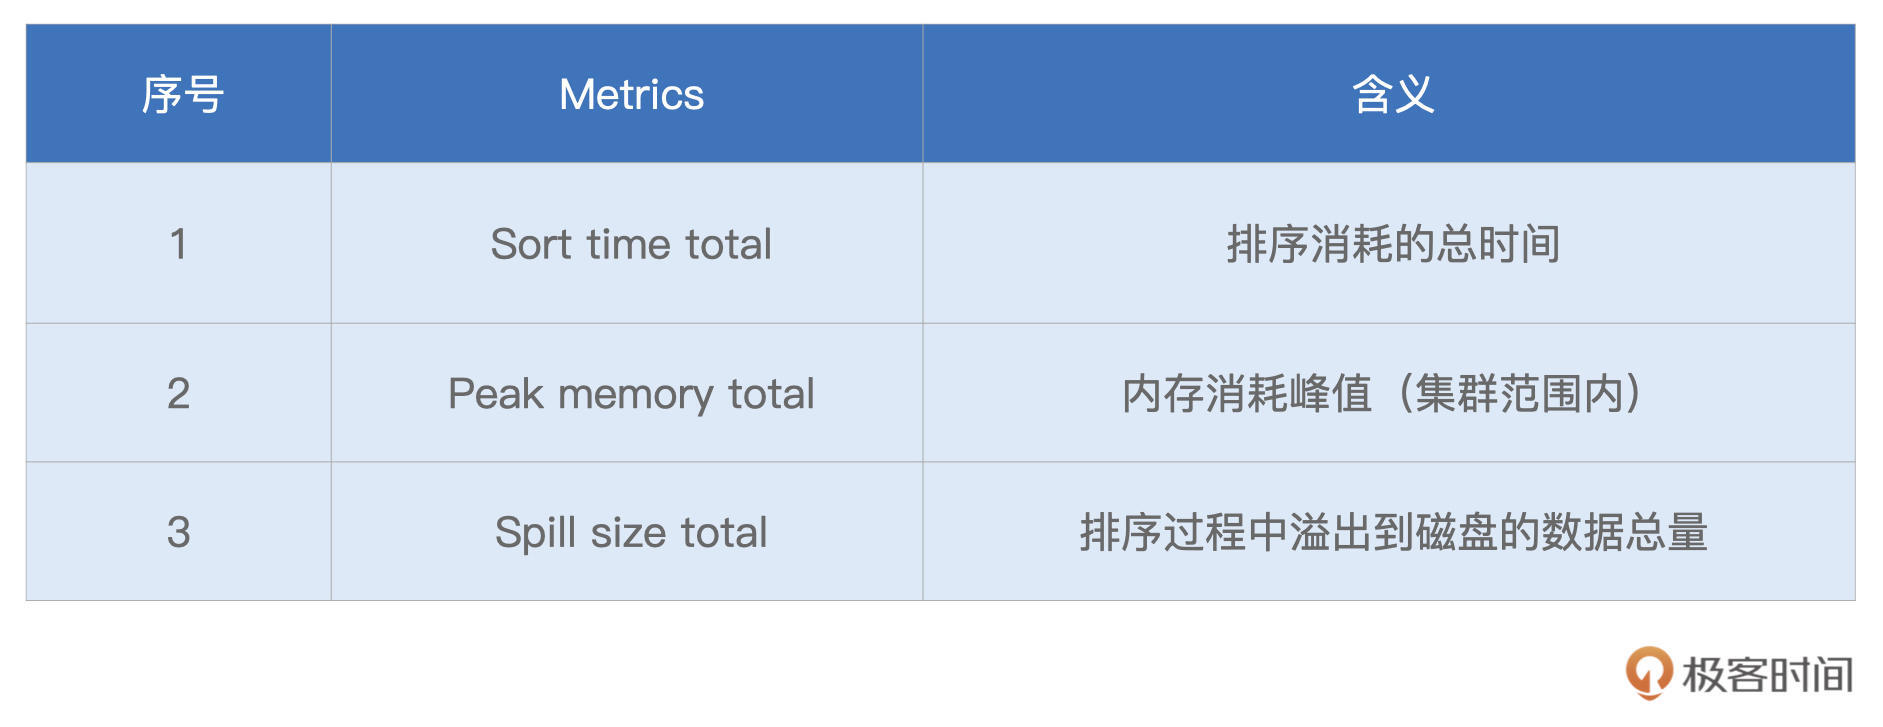 序号 Metrics 含义
1 Sort time total 排序消耗的总时间
2 Peak memory total 内存消耗峰值（集群范围内）
3 Spill size total 排序过程中溢出到磁盘的数据总量
极客时间